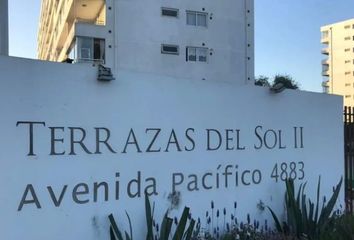 TERRAZAS DEL SOL II
Avenida Pacífico 4883